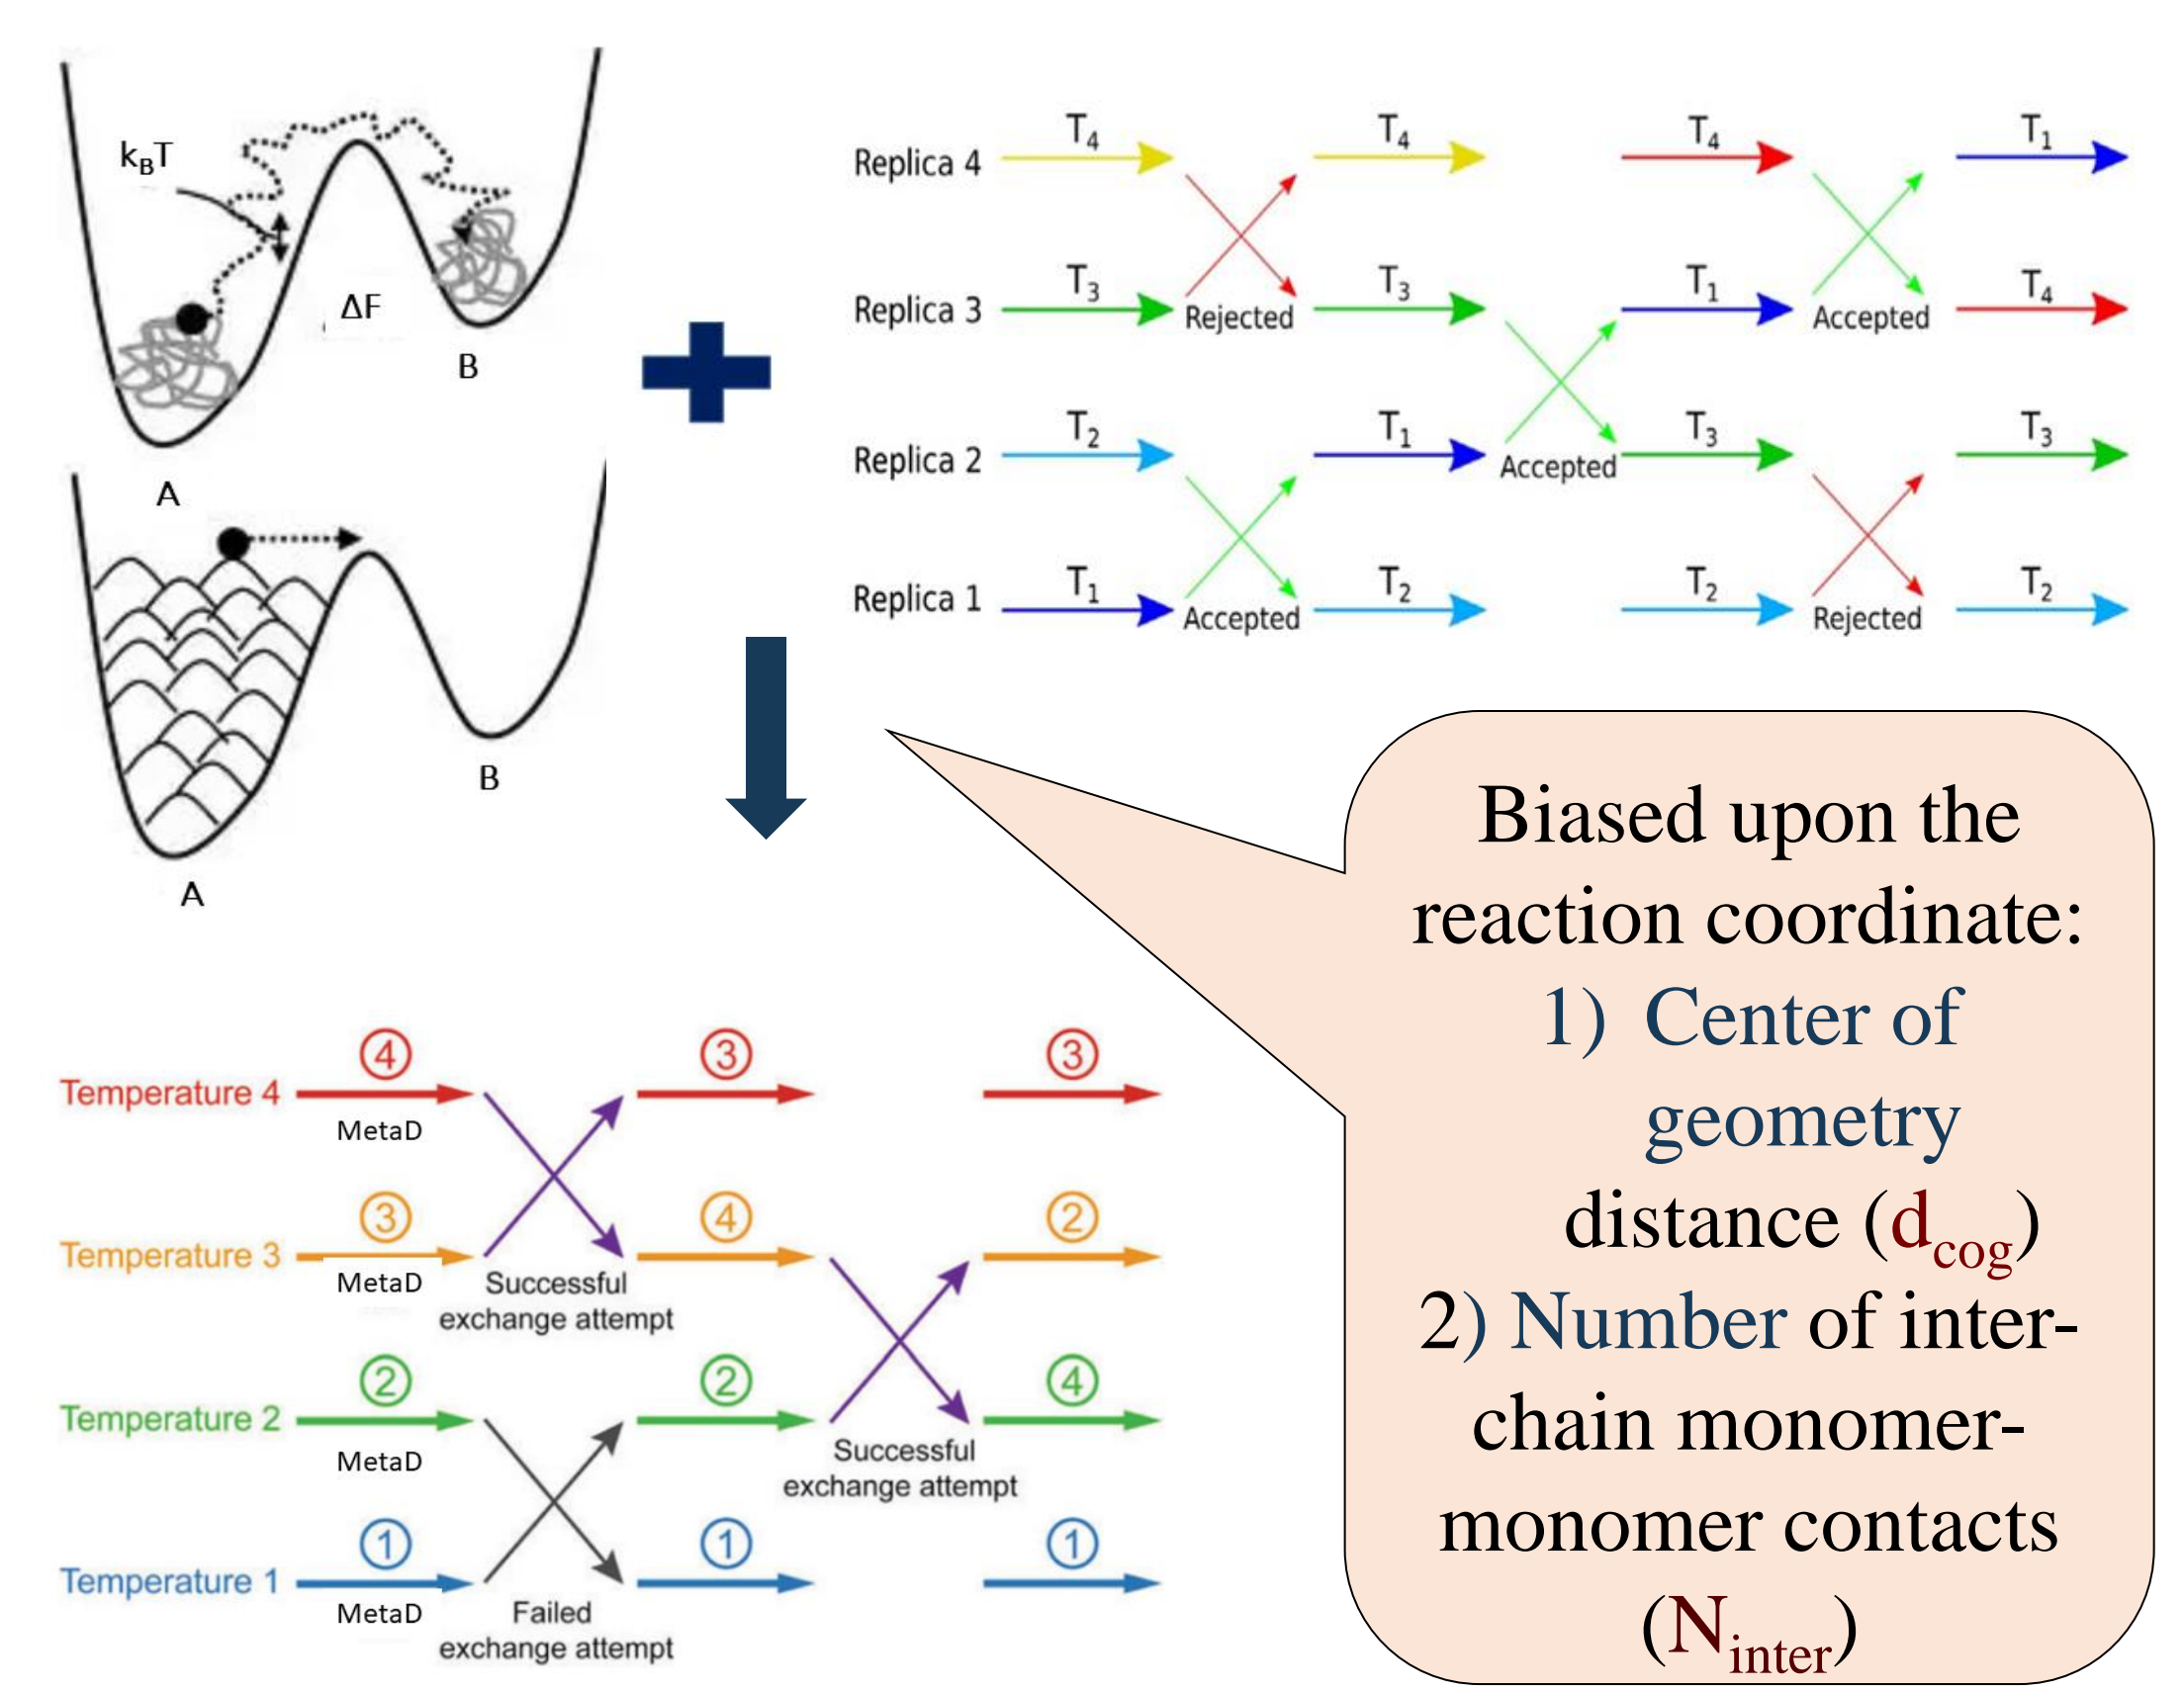 k_BT
ΔF
B
A
B
A
T4 T4 T4 T1
Replica 4
T3 T3 T1 T4
Replica 3
Rejected Accepted
T2 T1 T3 T3
Replica 2
Accepted
T1 T2 T2 T2
Replica 1
Accepted Rejected
Biased upon the
reaction coordinate:
1) Center of
geometry
distance (d_cog)
2) Number of inter-
chain monomer-
monomer contacts
(N_inter)
4 3 3
Temperature 4
MetaD
3 4 2
Temperature 3
MetaD
Successful
exchange attempt
2 2 4
Temperature 2
MetaD
Successful
exchange attempt
1 1 1
Temperature 1
MetaD
Failed
exchange attempt